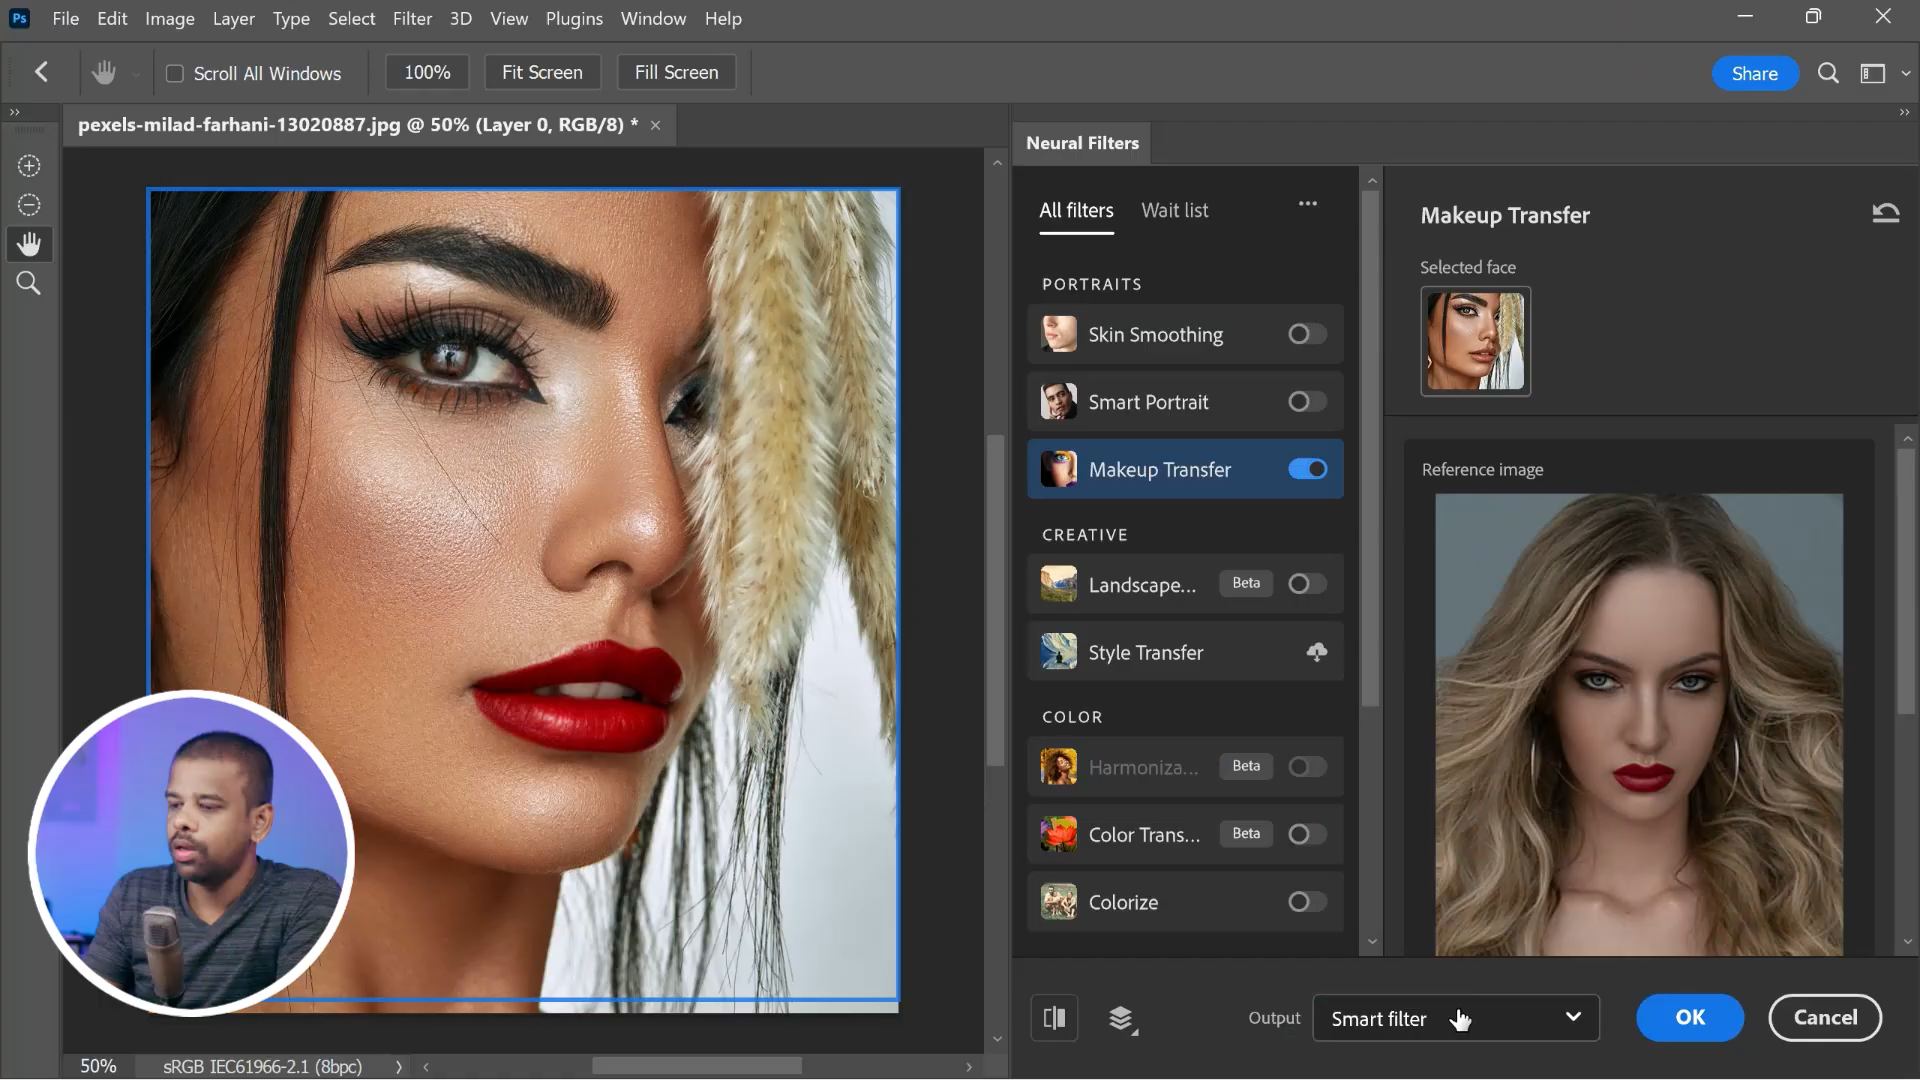 Ps File Edit Image Layer Type Select Filter 3D View Plugins Window Help
Scroll All Windows 100% Fit Screen Fill Screen Share
pexels-milad-farhani-13020887.jpg @ 50% (Layer 0, RGB/8) *
Neural Filters
All filters Wait list
PORTRAITS
Skin Smoothing
Smart Portrait
Makeup Transfer
CREATIVE
Landscape... Beta
Style Transfer
COLOR
Harmoniza... Beta
Color Trans... Beta
Colorize
Makeup Transfer
Selected face
Reference image
Output Smart filter OK Cancel
50% sRGB IEC61966-2.1 (8bpc)